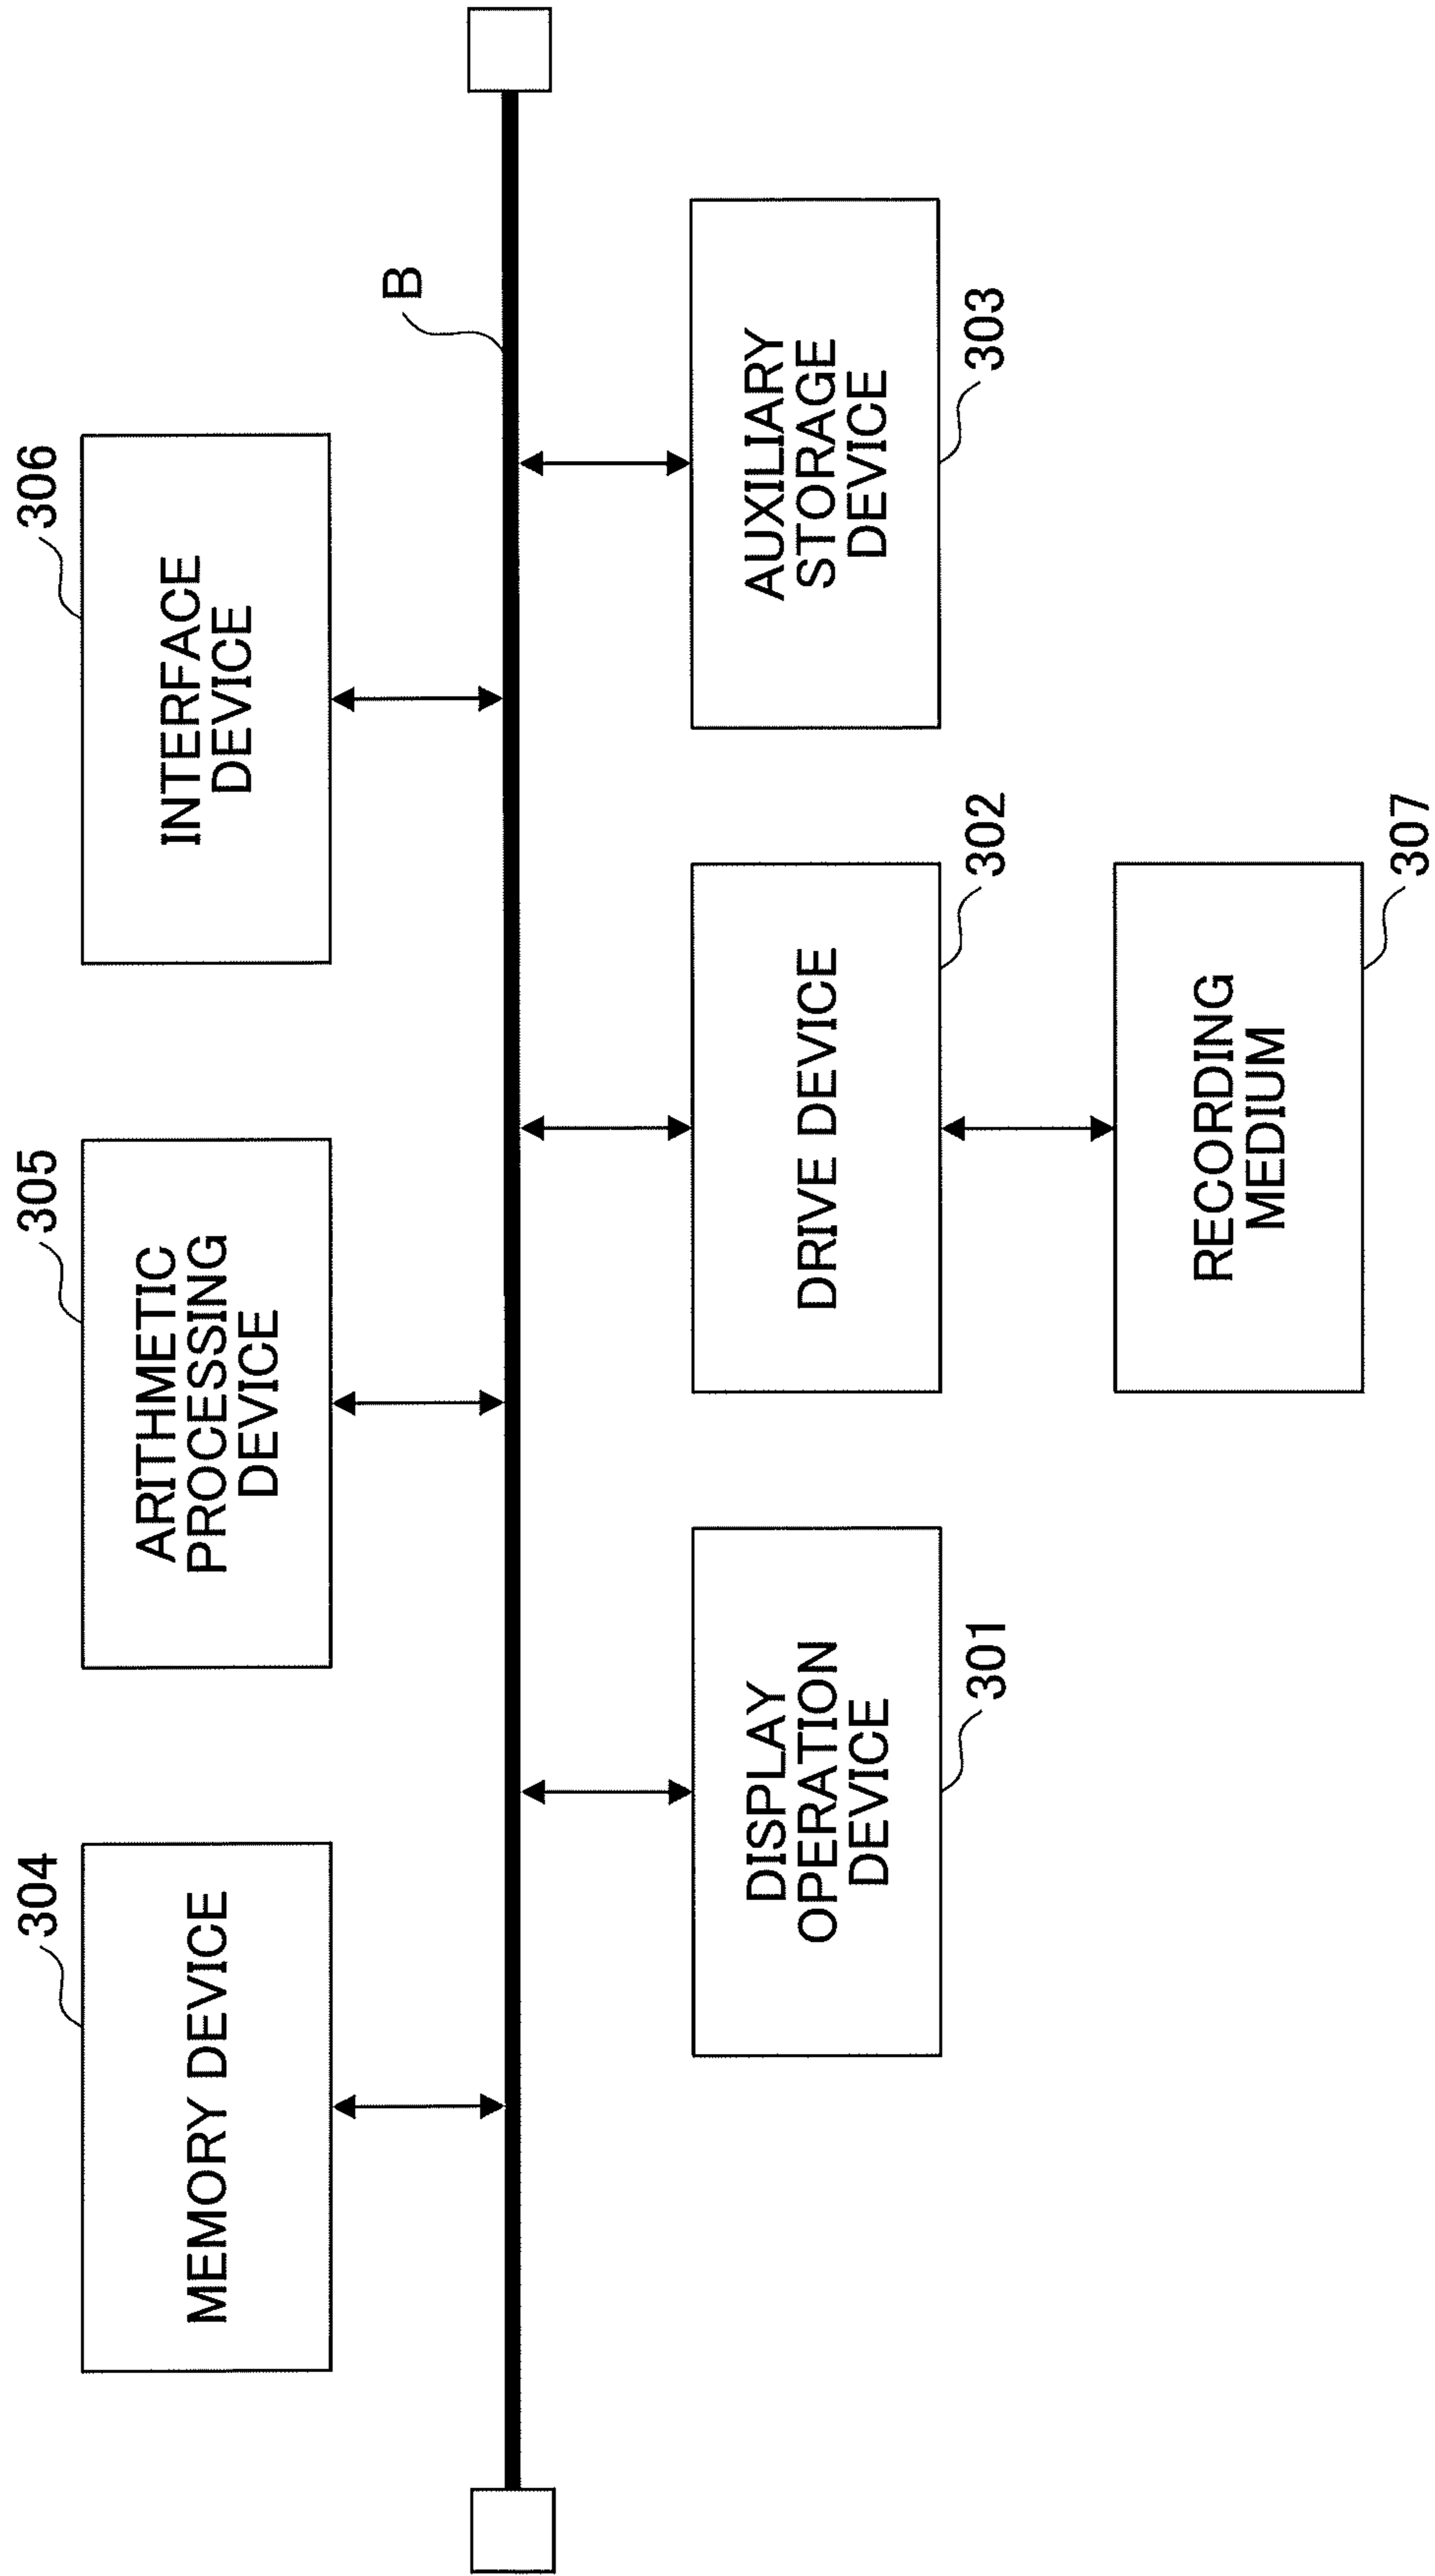 304
MEMORY DEVICE
305
ARITHMETIC
PROCESSING
DEVICE
306
INTERFACE
DEVICE
B
DISPLAY
OPERATION
DEVICE
301
DRIVE DEVICE
302
AUXILIARY
STORAGE
DEVICE
303
RECORDING
MEDIUM
307